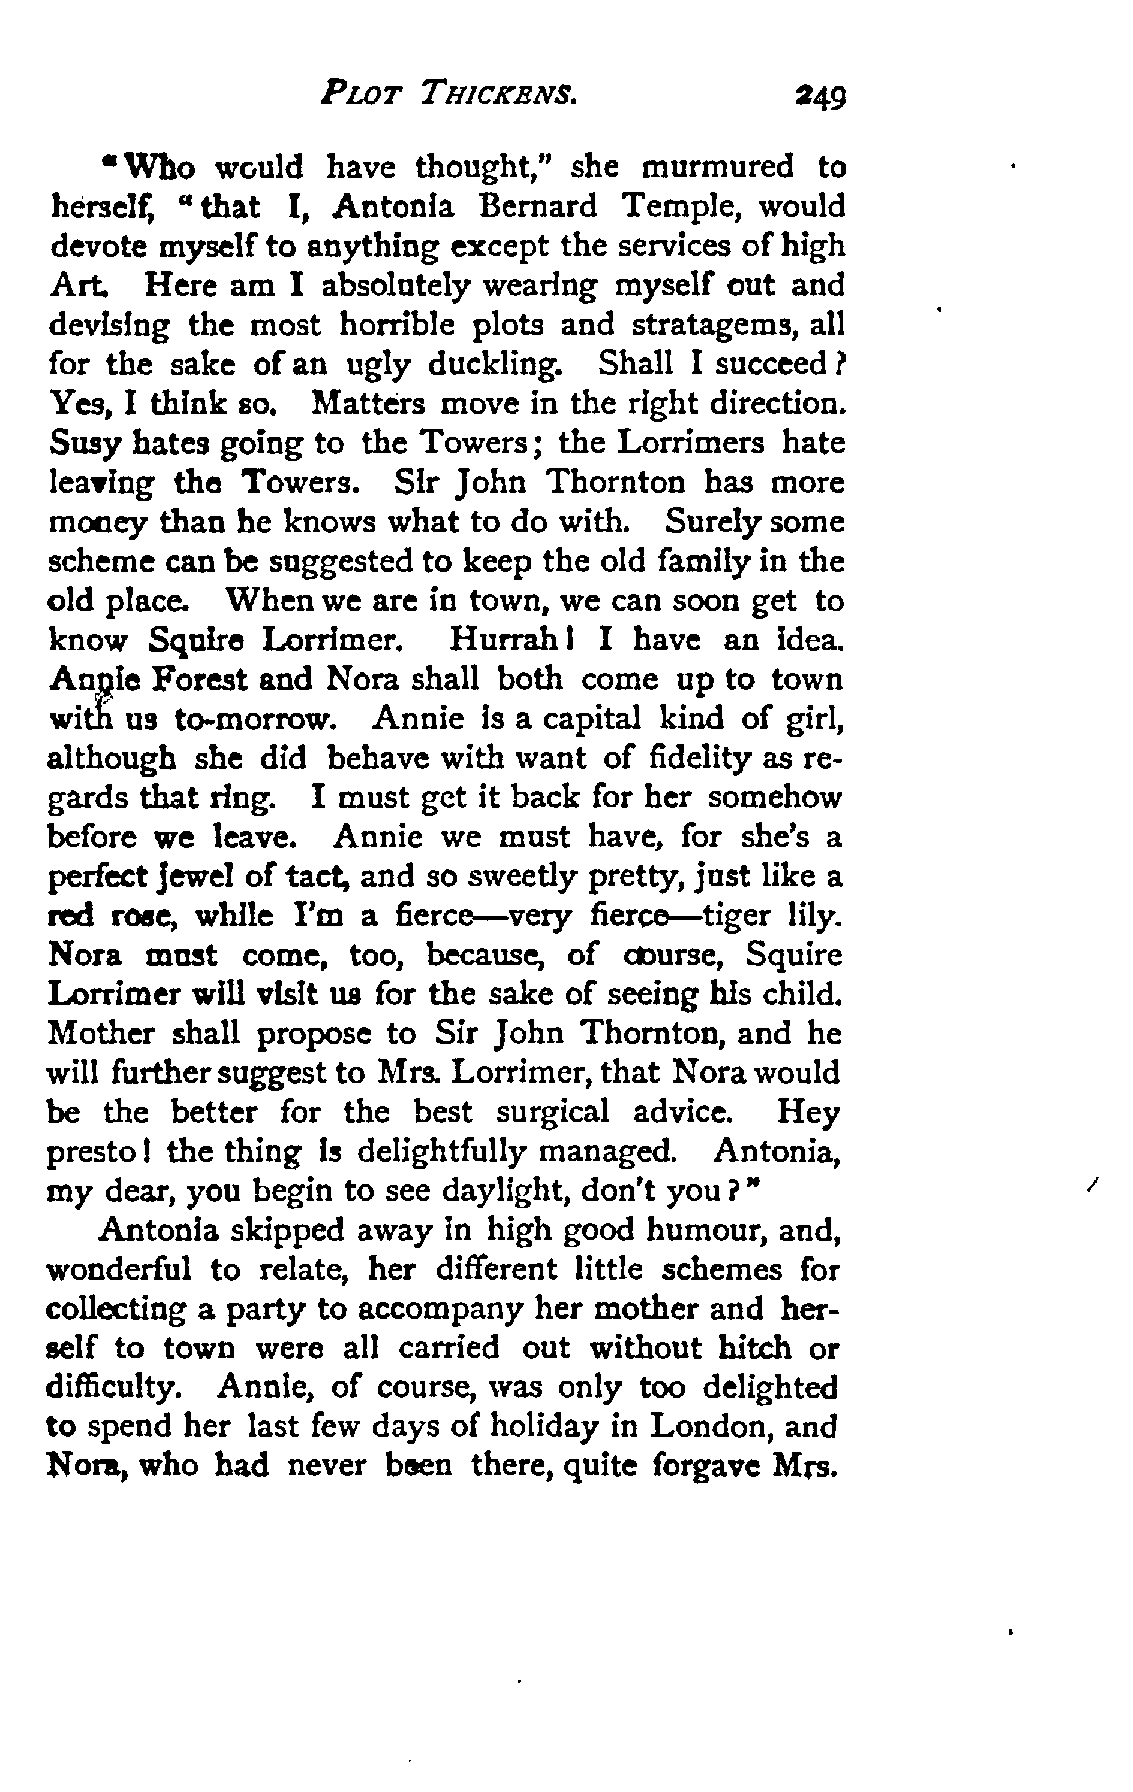 PLOT THICKENS. 249
"Who would have thought," she murmured to
herself, "that I, Antonia Bernard Temple, would
devote myself to anything except the services of high
Art. Here am I absolutely wearing myself out and
devising the most horrible plots and stratagems, all
for the sake of an ugly duckling. Shall I succeed?
Yes, I think so. Matters move in the right direction.
Susy hates going to the Towers; the Lorrimers hate
leaving the Towers. Sir John Thornton has more
money than he knows what to do with. Surely some
scheme can be suggested to keep the old family in the
old place. When we are in town, we can soon get to
know Squire Lorrimer. Hurrah! I have an idea.
Annie Forest and Nora shall both come up to town
with us to-morrow. Annie is a capital kind of girl,
although she did behave with want of fidelity as re-
gards that ring. I must get it back for her somehow
before we leave. Annie we must have, for she's a
perfect jewel of tact, and so sweetly pretty, just like a
red rose, while I'm a fierce—very fierce—tiger lily.
Nora must come, too, because, of course, Squire
Lorrimer will visit us for the sake of seeing his child.
Mother shall propose to Sir John Thornton, and he
will further suggest to Mrs. Lorrimer, that Nora would
be the better for the best surgical advice. Hey
presto! the thing is delightfully managed. Antonia,
my dear, you begin to see daylight, don't you?"
Antonia skipped away in high good humour, and,
wonderful to relate, her different little schemes for
collecting a party to accompany her mother and her-
self to town were all carried out without hitch or
difficulty. Annie, of course, was only too delighted
to spend her last few days of holiday in London, and
Nora, who had never been there, quite forgave Mrs.